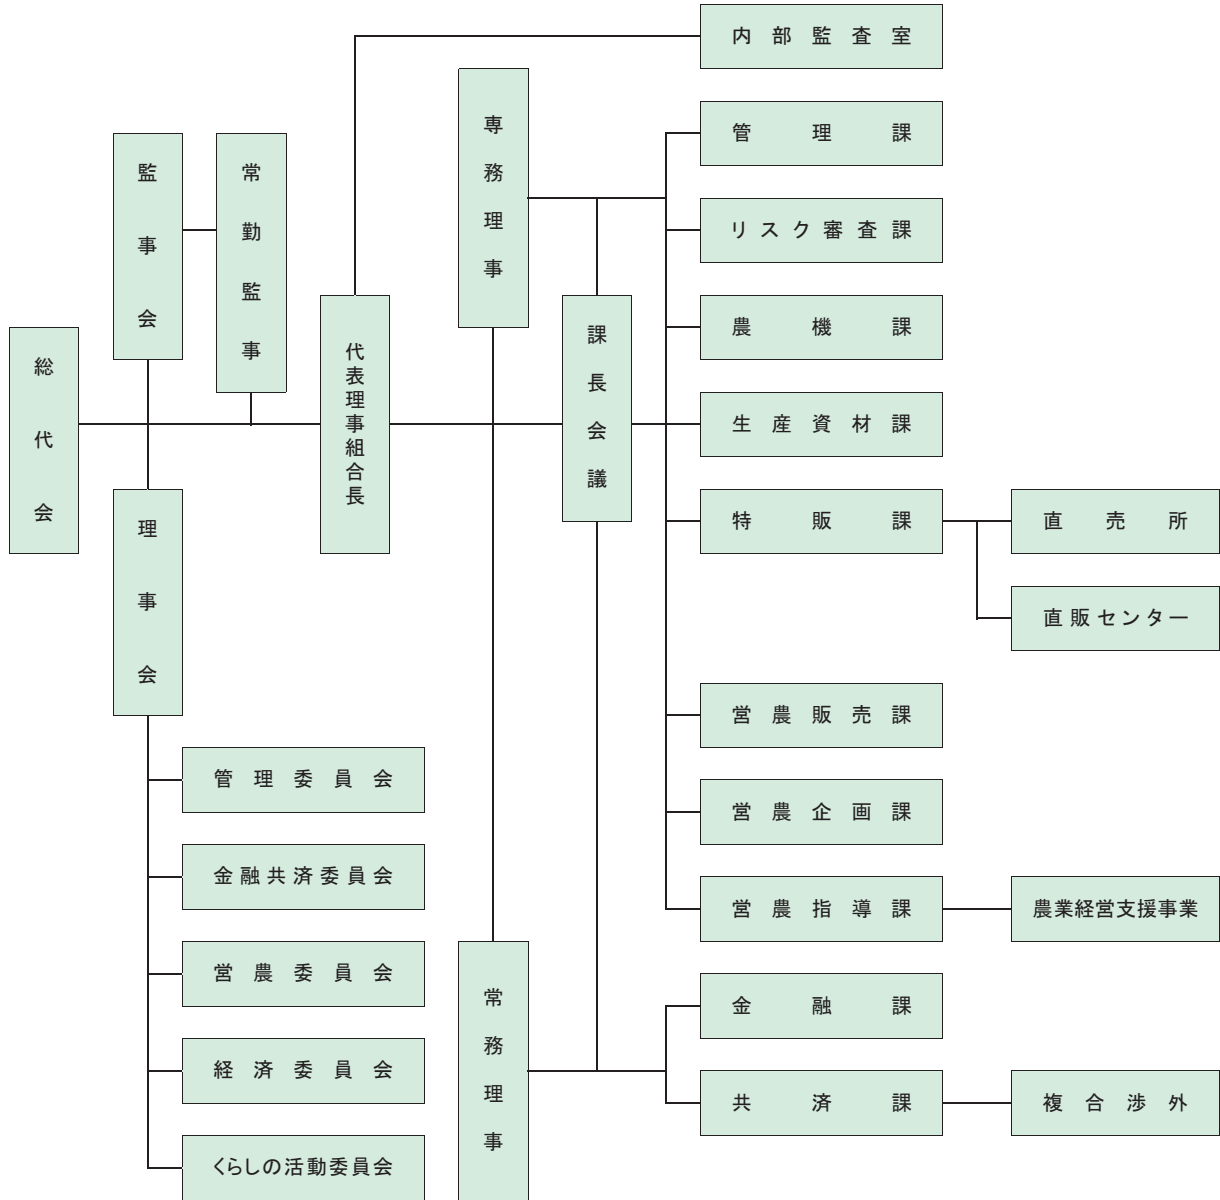 総代会
監事会
常勤監事
理事会
管理委員会
金融共済委員会
営農委員会
経済委員会
くらしの活動委員会
代表理事組合長
専務理事
常務理事
課長会議
内部監査室
管理課
リスク審査課
農機課
生産資材課
特販課
直売所
直販センター
営農販売課
営農企画課
営農指導課
農業経営支援事業
金融課
共済課
複合渉外